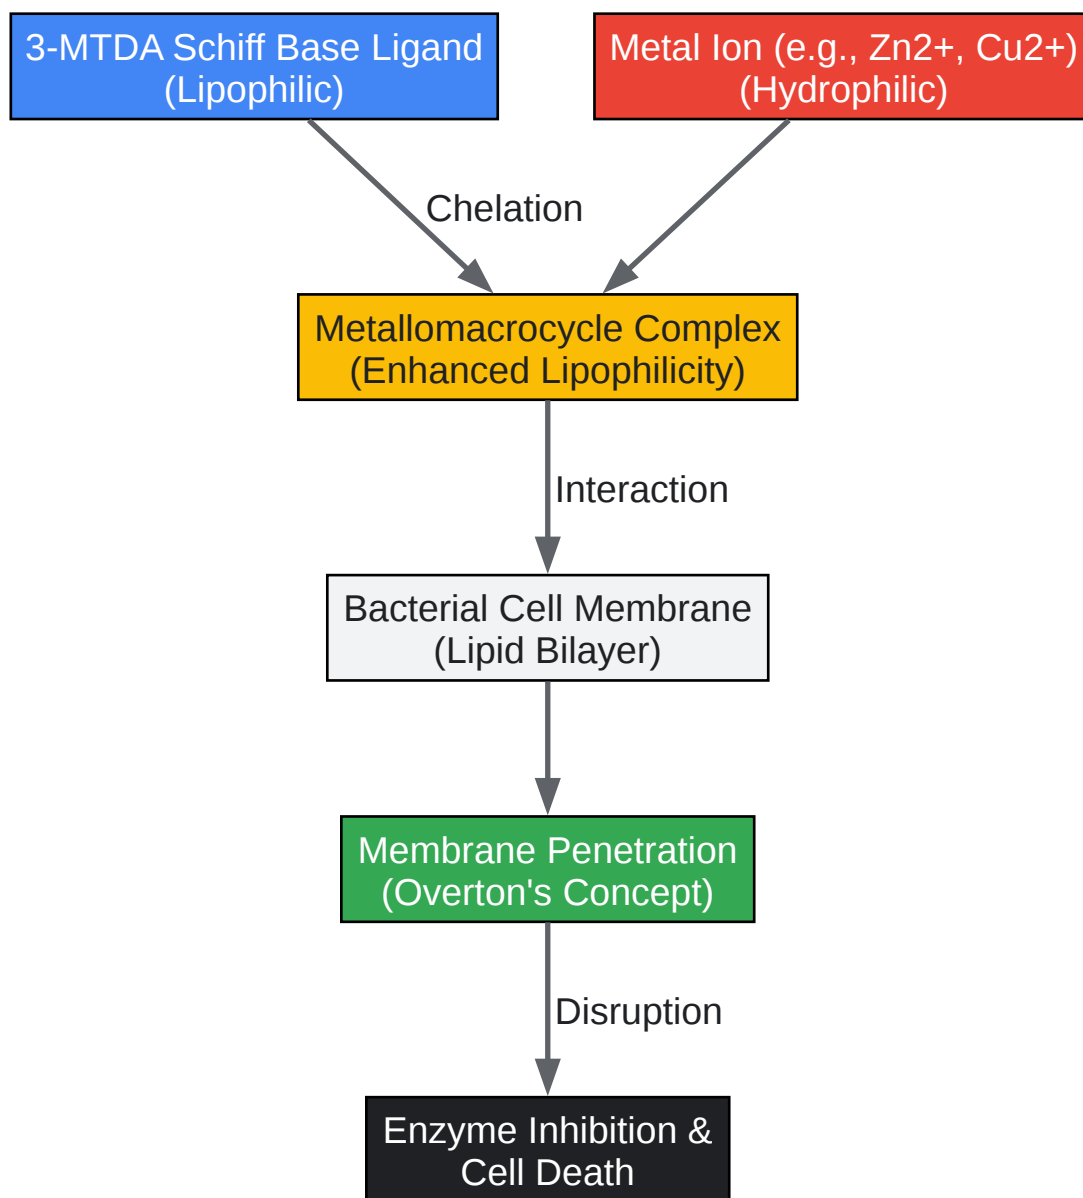 3-MTDA Schiff Base Ligand
(Lipophilic)
Metal Ion (e.g., Zn2+, Cu2+)
(Hydrophilic)
Chelation
Metallomacrocycle Complex
(Enhanced Lipophilicity)
Interaction
Bacterial Cell Membrane
(Lipid Bilayer)
Membrane Penetration
(Overton's Concept)
Disruption
Enzyme Inhibition &
Cell Death